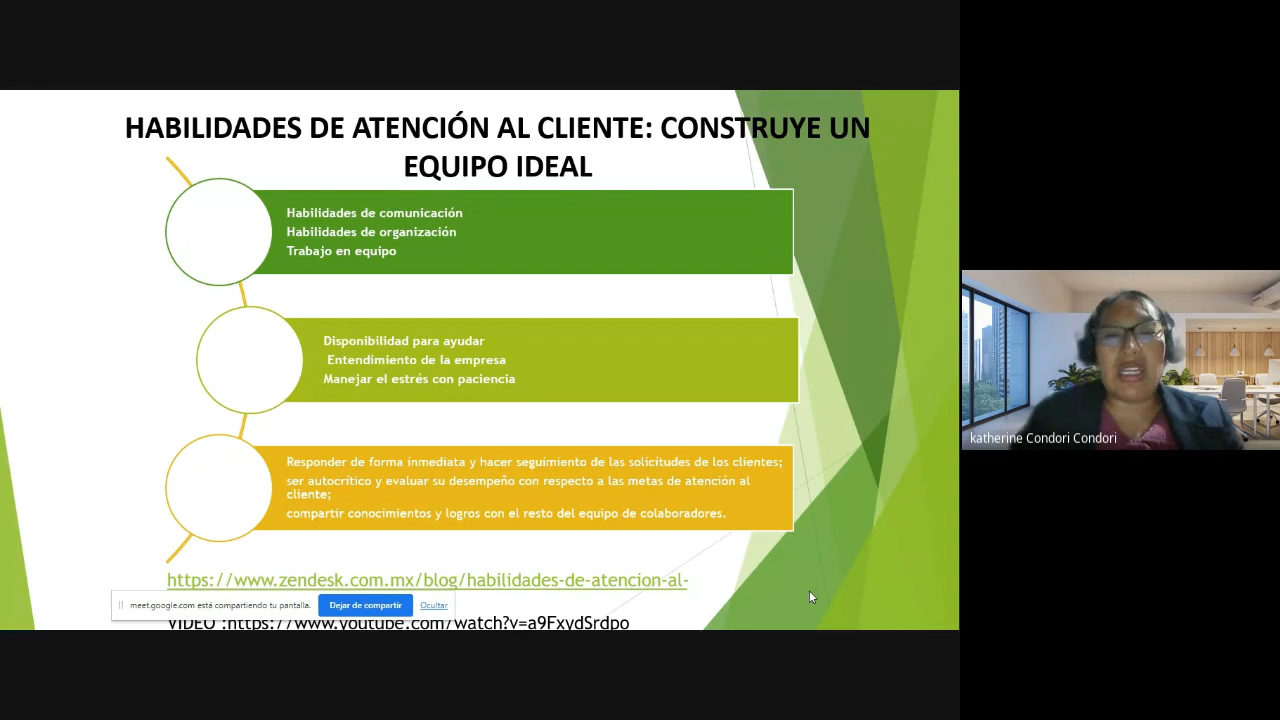 HABILIDADES DE ATENCIÓN AL CLIENTE: CONSTRUYE UN
EQUIPO IDEAL
Habilidades de comunicación
Habilidades de organización
Trabajo en equipo
Disponibilidad para ayudar
Entendimiento de la empresa
Manejar el estrés con paciencia
Responder de forma inmediata y hacer seguimiento de las solicitudes de los clientes;
ser autocrítico y evaluar su desempeño con respecto a las metas de atención al
cliente;
compartir conocimientos y logros con el resto del equipo de colaboradores.
https://www.zendesk.com.mx/blog/habilidades-de-atencion-al-
meet.google.com está compartiendo tu pantalla. Dejar de compartir Ocultar
VIDEO :https://www.youtube.com/watch?v=a9FxydSrdpo
katherine Condori Condori